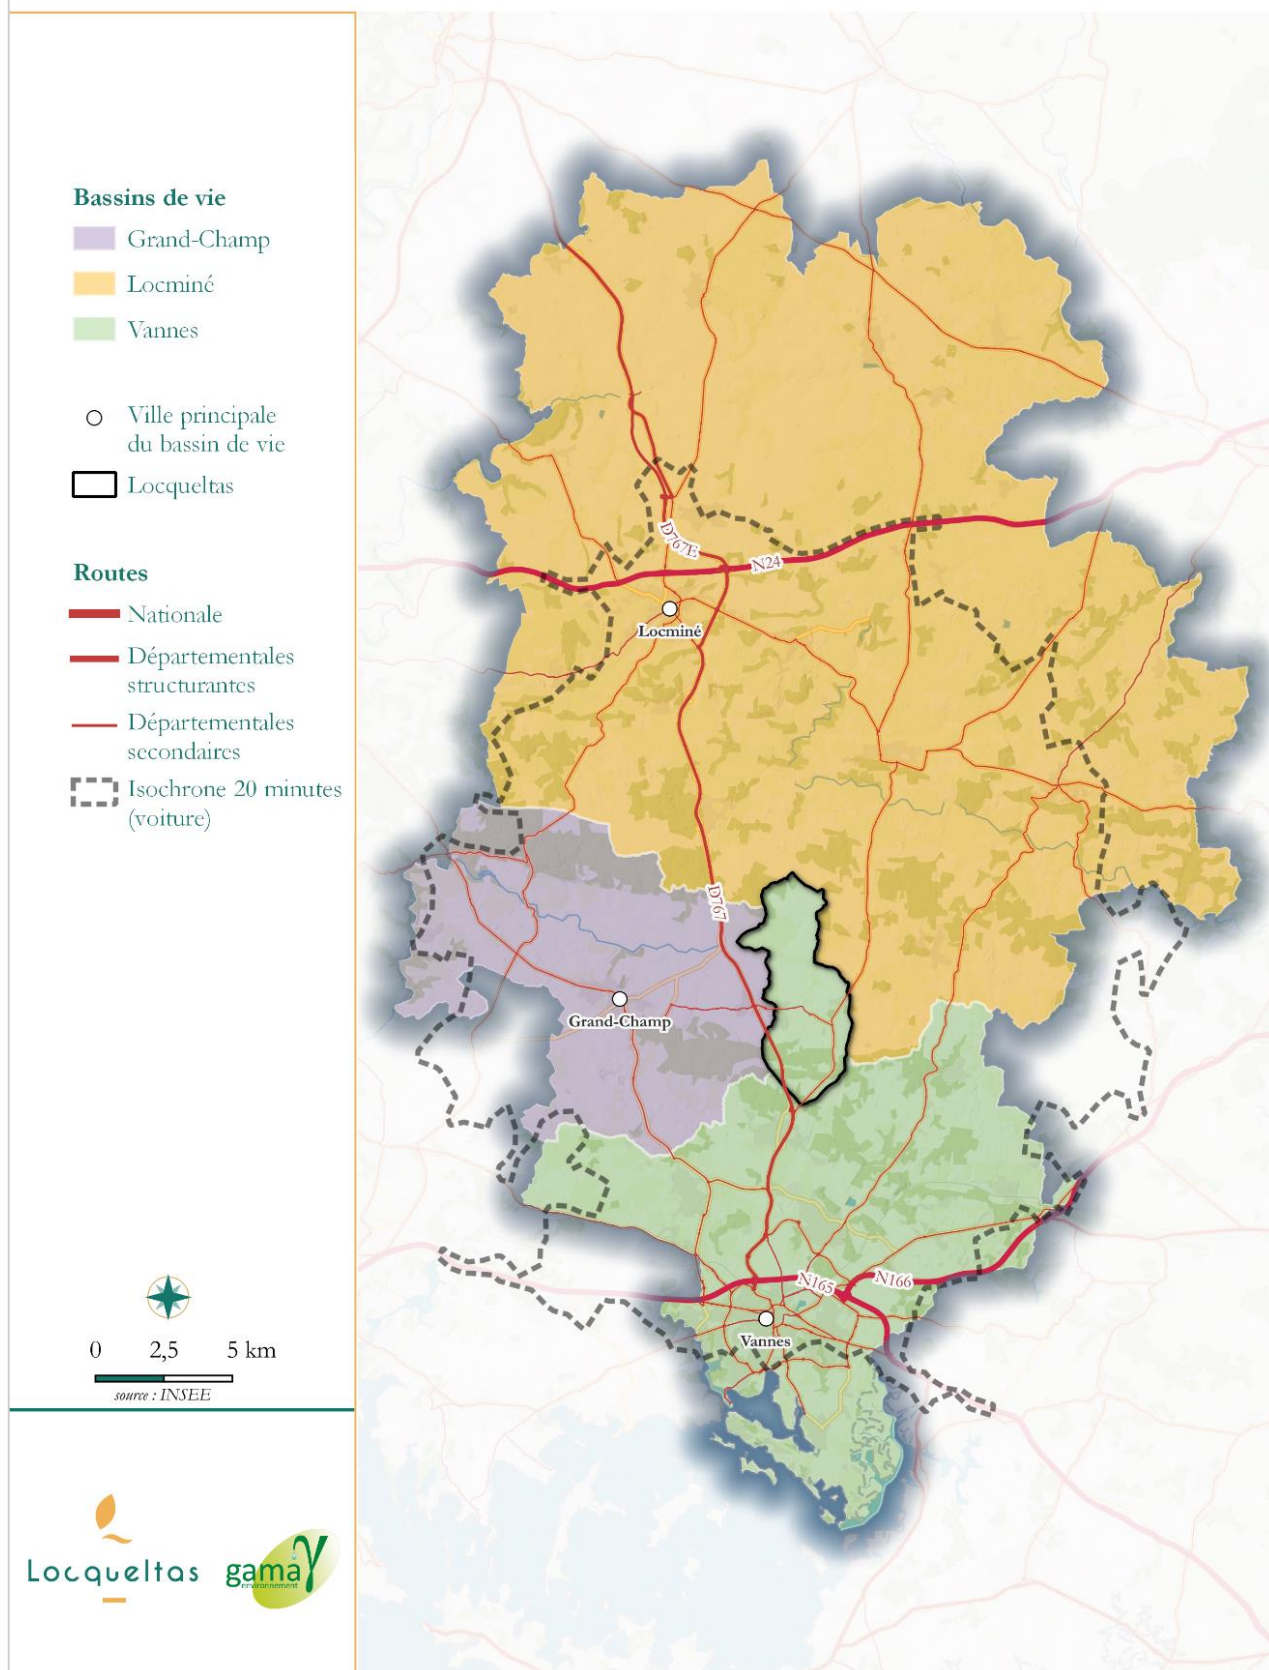 Bassins de vie
Grand-Champ
Locminé
Vannes
Ville principale
du bassin de vie
Locqueltas
Routes
Nationale
Départementales
structurantes
Départementales
secondaires
Isochrone 20 minutes
(voiture)
0 2,5 5 km
source : INSEE
Locqueltas
gama
environnement
D767E
N24
Locminé
D767
Grand-Champ
N165
N166
Vannes